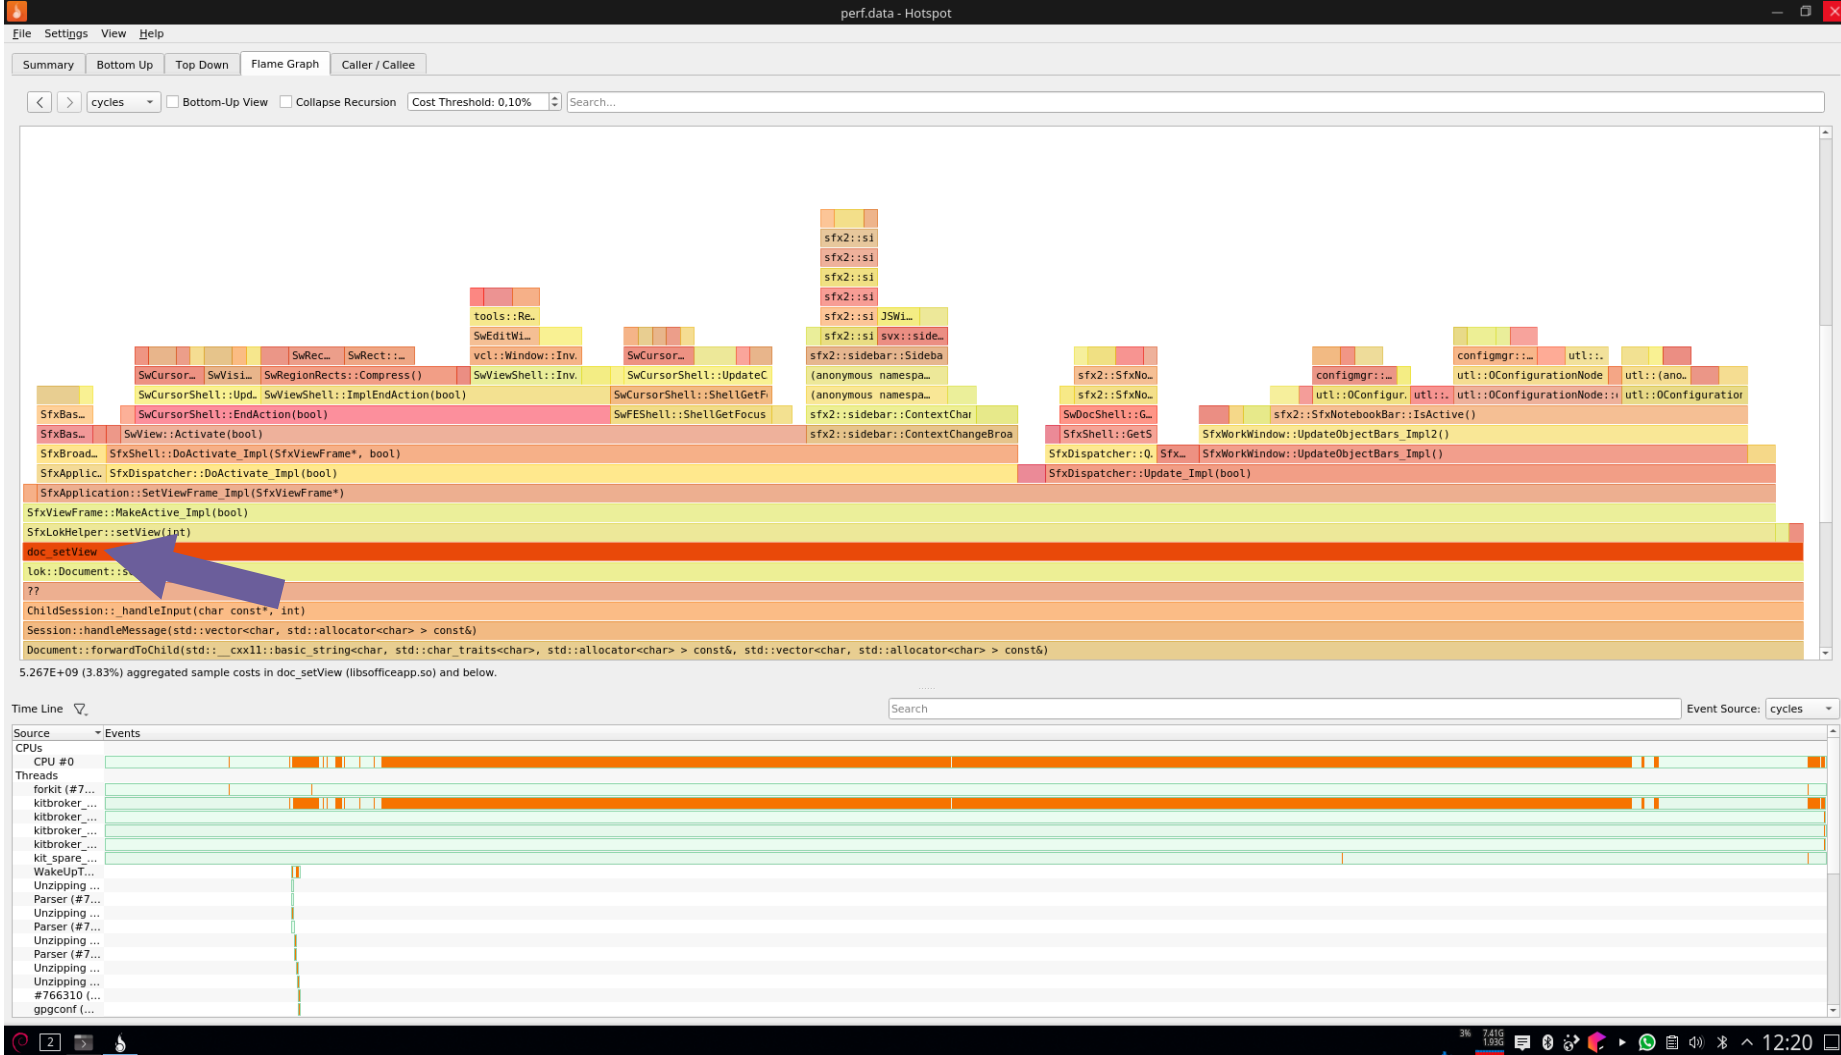 perf.data - Hotspot
File Settings View Help
Summary Bottom Up Top Down Flame Graph Caller / Callee
cycles Bottom-Up View Collapse Recursion Cost Threshold: 0,10% Search...
sfx2::si
sfx2::si
sfx2::si
sfx2::si
tools::Re.. sfx2::si JSWi…
SwEditWi… sfx2::si svx::side…
SwRec… SwRect::… vcl::Window::Inv. SwCursor… sfx2::sidebar::Sideba configmgr::… utl::.
SwCursor… SwVisi… SwRegionRects::Compress() SwViewShell::Inv. SwCursorShell::UpdateC (anonymous namespa… sfx2::SfxNo… configmgr::… utl::OConfigurationNode utl::(ano.
SwCursorShell::Upd. SwViewShell::ImplEndAction(bool) SwCursorShell::ShellGetF (anonymous namespa… sfx2::SfxNo… utl::OConfigur. utl::. utl::OConfigurationNode:: utl::OConfiguration
SfxBas… SwCursorShell::EndAction(bool) SwFEShell::ShellGetFocus sfx2::sidebar::ContextChar SwDocShell::G… sfx2::SfxNotebookBar::IsActive()
SfxBas… SwView::Activate(bool) sfx2::sidebar::ContextChangeBroa SfxShell::GetS SfxWorkWindow::UpdateObjectBars_Impl2()
SfxBroad… SfxShell::DoActivate_Impl(SfxViewFrame*, bool) SfxDispatcher::Q. Sfx… SfxWorkWindow::UpdateObjectBars_Impl()
SfxApplic. SfxDispatcher::DoActivate_Impl(bool) SfxDispatcher::Update_Impl(bool)
SfxApplication::SetViewFrame_Impl(SfxViewFrame*)
SfxViewFrame::MakeActive_Impl(bool)
SfxLokHelper::setView(int)
doc_setView
lok::Document::s
??
ChildSession::_handleInput(char const*, int)
Session::handleMessage(std::vector<char, std::allocator<char> > const&)
Document::forwardToChild(std::__cxx11::basic_string<char, std::char_traits<char>, std::allocator<char> > const&, std::vector<char, std::allocator<char> > const&)
5.267E+09 (3.83%) aggregated sample costs in doc_setView (libsofficeapp.so) and below.
Time Line Search Event Source: cycles
Source Events
CPUs
CPU #0
Threads
forkit (#7...
kitbroker_...
kitbroker_...
kitbroker_...
kitbroker_...
kit_spare_...
WakeUpT...
Unzipping ...
Parser (#7...
Unzipping ...
Parser (#7...
Unzipping ...
Parser (#7...
Unzipping ...
Unzipping ...
#766310 (...
gpgconf (...
2 3% 7.41G 1.93G 12:20